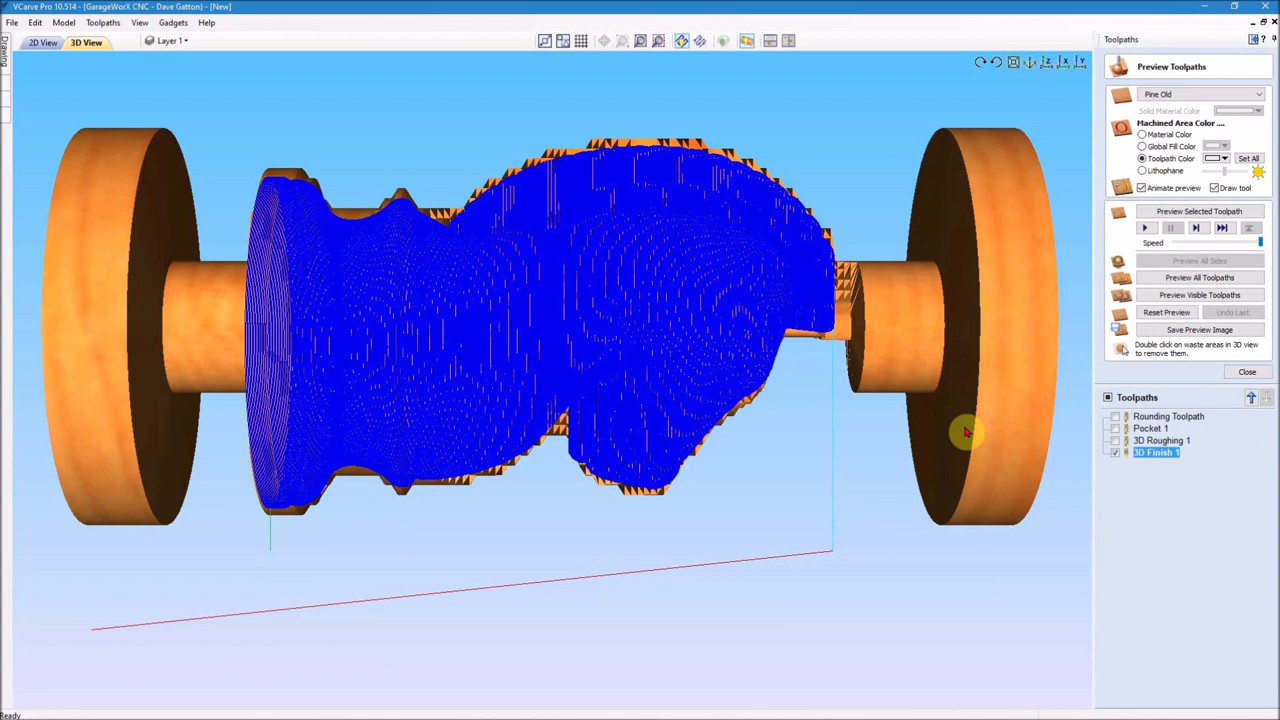 VCarve Pro 10.514 - {GarageWorX CNC - Dave Gatton} - [New]
File Edit Model Toolpaths View Gadgets Help
2D View 3D View Layer 1
Drawing
Toolpaths
Preview Toolpaths
Pine Old
Solid Material Color
Machined Area Color ....
Material Color
Global Fill Color
Toolpath Color Set All
Lithophane
Animate preview Draw tool
Preview Selected Toolpath
Speed
Preview All Sides
Preview All Toolpaths
Preview Visible Toolpaths
Reset Preview Undo Last
Save Preview Image
Double click on waste areas in 3D view
to remove them.
Close
Toolpaths
Rounding Toolpath
Pocket 1
3D Roughing 1
3D Finish 1
Ready